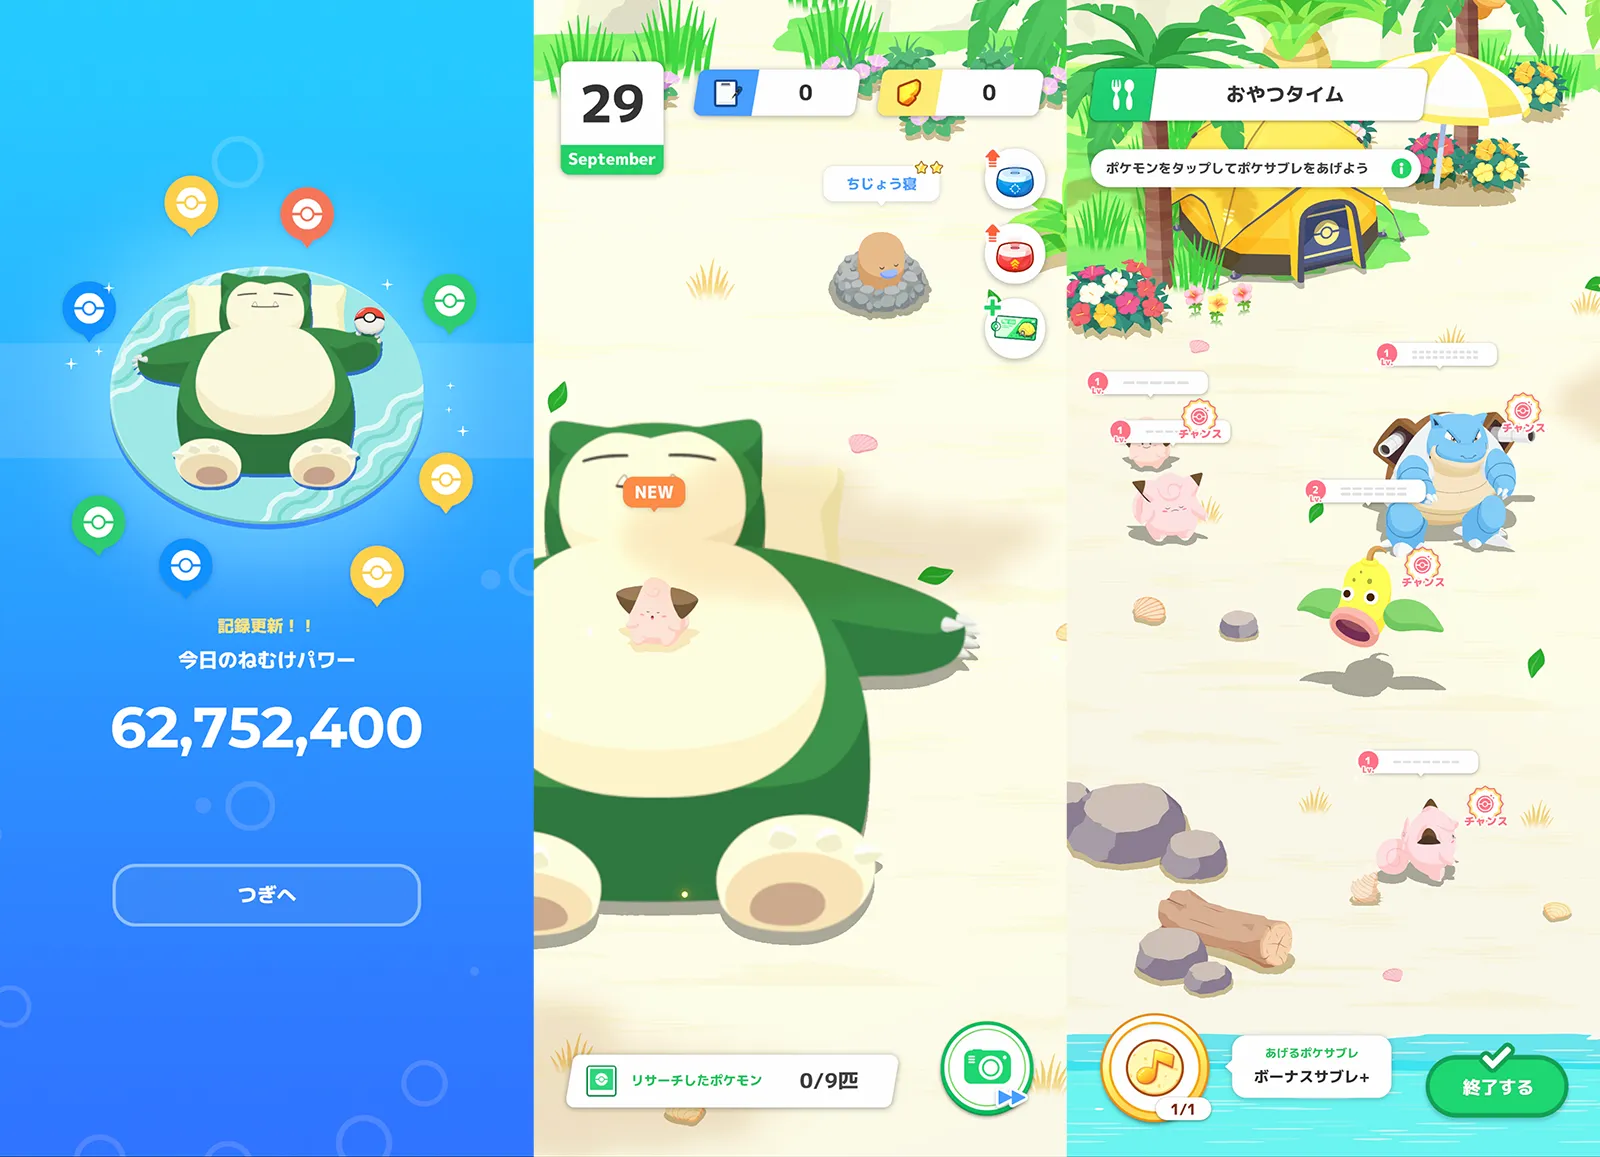 記録更新！！
今日のねむけパワー
62,752,400
つぎへ
29
September
0
0
ちじょう寝
NEW
リサーチしたポケモン
0/9匹
おやつタイム
ポケモンをタップしてポケサブレをあげよう
1
Lv.
1
Lv.
チャンス
1
Lv.
チャンス
2
Lv.
チャンス
1
Lv.
チャンス
1/1
あげるポケサブレ
ボーナスサブレ+
終了する